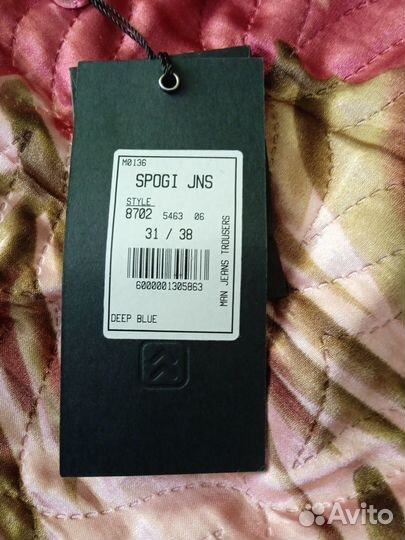 M0136
SPOGI JNS
STYLE
8702 5463 06
31 / 38
6000001305863
DEEP BLUE
MAN JEANS TROUSERS
Avito